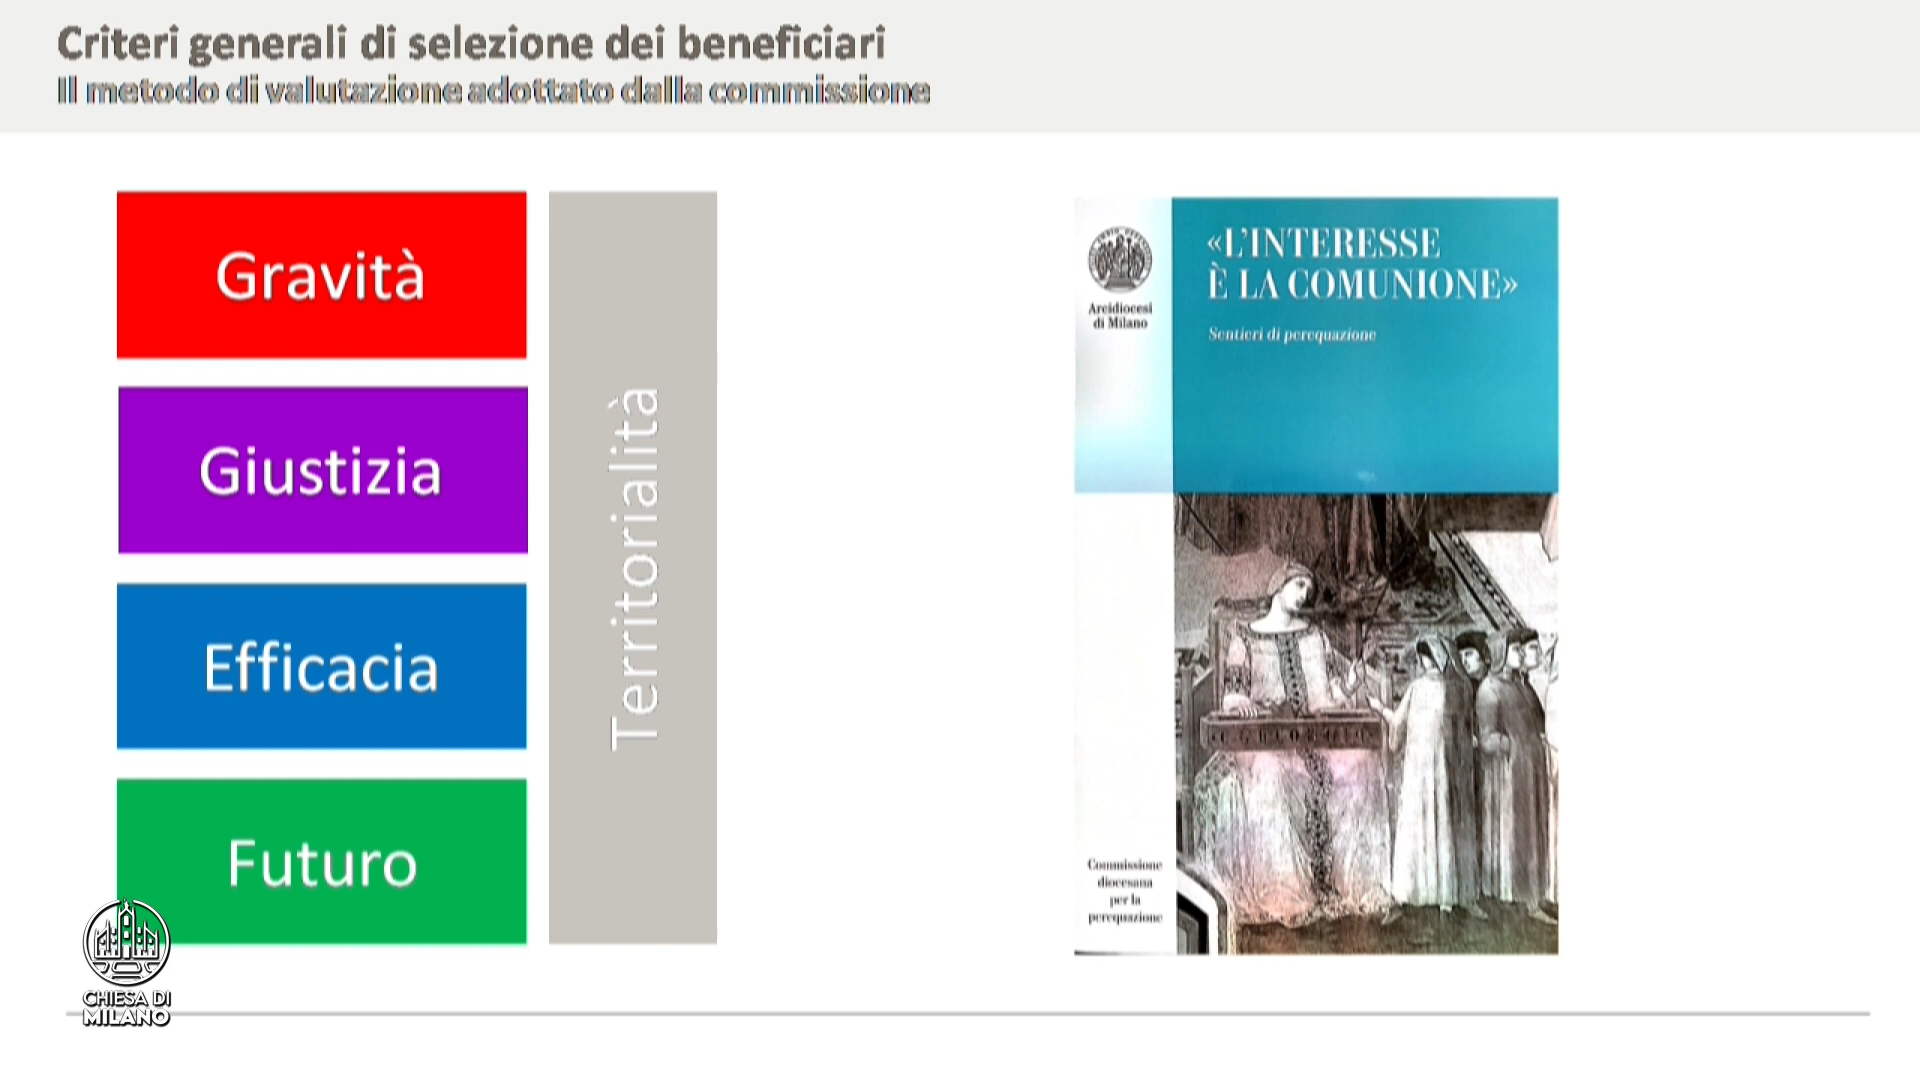 Criteri generali di selezione dei beneficiari
Il metodo di valutazione adottato dalla commissione
Gravità
Giustizia
Efficacia
Futuro
Territorialità
«L'INTERESSE
È LA COMUNIONE»
Sentieri di perequazione
Arcidiocesi
di Milano
Commissione
diocesana
per la
perequazione
CHIESA DI
MILANO